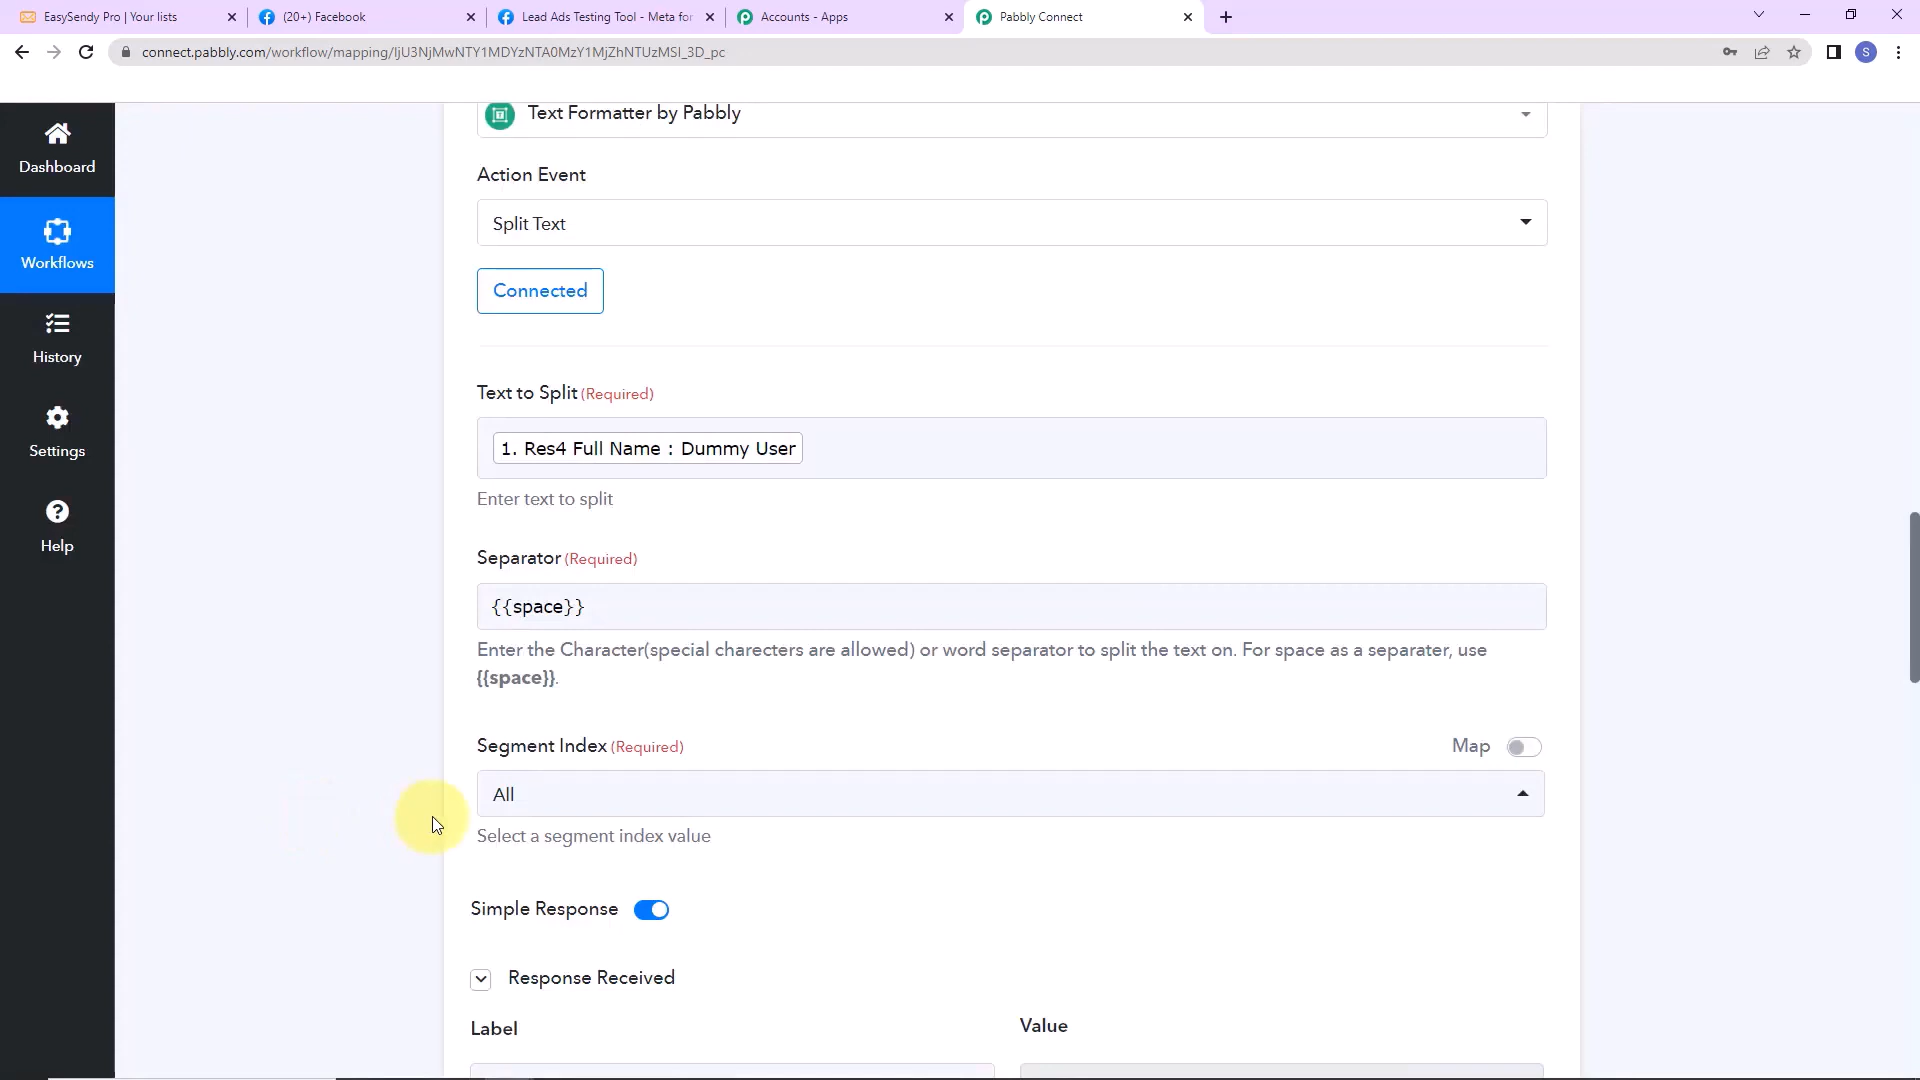 EasySendy Pro | Your lists
(20+) Facebook
Lead Ads Testing Tool - Meta for
Accounts - Apps
Pabbly Connect
connect.pabbly.com/workflow/mapping/IjU3NjMwNTY1MDYzNTA0MzY1MjZhNTUzMSI_3D_pc
S
Dashboard
Workflows
History
Settings
Help
Text Formatter by Pabbly
Action Event
Split Text
Connected
Text to Split (Required)
1. Res4 Full Name : Dummy User
Enter text to split
Separator (Required)
{{space}}
Enter the Character(special charecters are allowed) or word separator to split the text on. For space as a separater, use
{{space}}.
Segment Index (Required)
Map
All
Select a segment index value
Simple Response
Response Received
Label
Value